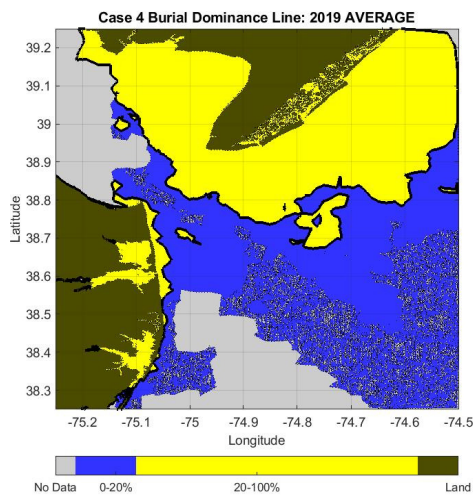 Case 4 Burial Dominance Line: 2019 AVERAGE
39.2
39.1
39
38.9
38.8
38.7
38.6
38.5
38.4
38.3
Latitude
-75.2 -75.1 -75 -74.9 -74.8 -74.7 -74.6 -74.5
Longitude
No Data 0-20% 20-100% Land